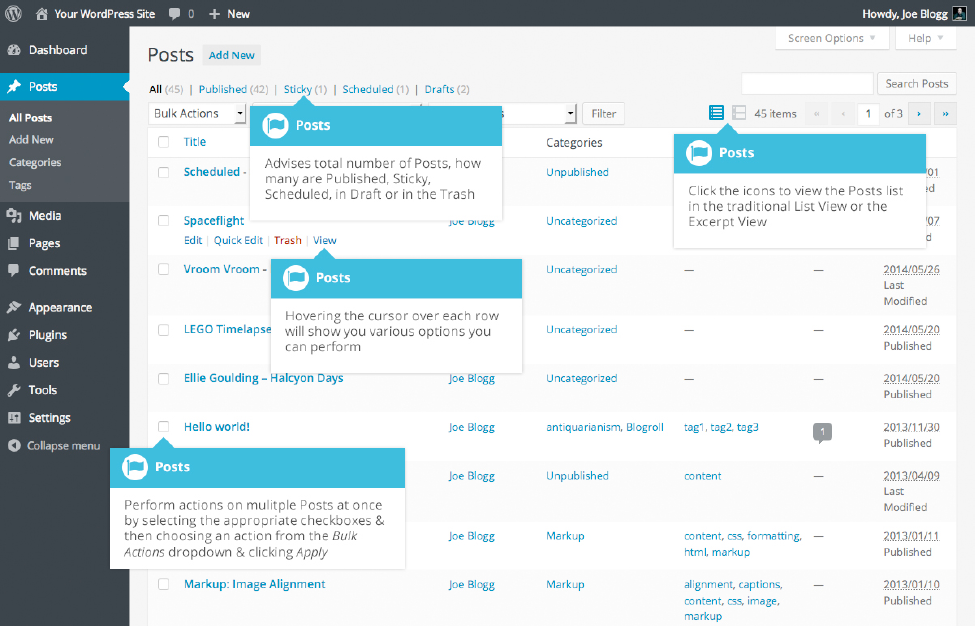 Your WordPress Site 0 + New Howdy, Joe Blogg
Dashboard
Posts
All Posts
Add New
Categories
Tags
Media
Pages
Comments
Appearance
Plugins
Users
Tools
Settings
Collapse menu
Screen Options Help
Posts Add New
All (45) | Published (42) | Sticky (1) | Scheduled (1) | Drafts (2)
Search Posts
Bulk Actions Filter 45 items « ‹ 1 of 3 › »
Posts
Advises total number of Posts, how
many are Published, Sticky,
Scheduled, in Draft or in the Trash
Posts
Click the icons to view the Posts list
in the traditional List View or the
Excerpt View
Title Categories
Scheduled - Unpublished
Spaceflight Joe Blogg Uncategorized
Edit | Quick Edit | Trash | View
Posts
Hovering the cursor over each row
will show you various options you
can perform
Vroom Vroom – Uncategorized — — 2014/05/26
Last
Modified
LEGO Timelapse Uncategorized — — 2014/05/20
Published
Ellie Goulding – Halcyon Days Joe Blogg Uncategorized — — 2014/05/20
Published
Hello world! Joe Blogg antiquarianism, Blogroll tag1, tag2, tag3 1 2013/11/30
Published
Posts
Perform actions on mulitple Posts at once
by selecting the appropriate checkboxes &
then choosing an action from the Bulk
Actions dropdown & clicking Apply
Joe Blogg Unpublished content — 2013/04/09
Last
Modified
Joe Blogg Markup content, css, formatting, — 2013/01/11
html, markup Published
Markup: Image Alignment Joe Blogg Markup alignment, captions, — 2013/01/10
content, css, image, Published
markup